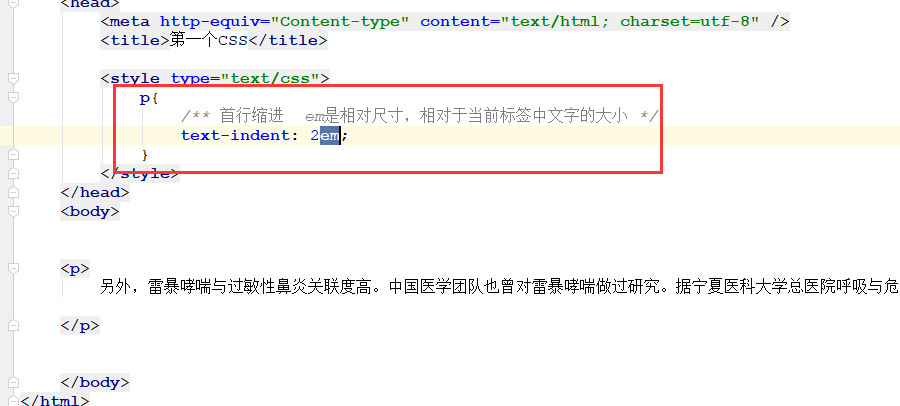 <head>
<meta http-equiv="Content-type" content="text/html; charset=utf-8" />
<title>第一个CSS</title>
<style type="text/css">
p{
/** 首行缩进  em是相对尺寸，相对于当前标签中文字的大小 */
text-indent: 2em;
}
</style>
</head>
<body>
<p>
另外，雷暴哮喘与过敏性鼻炎关联度高。中国医学团队也曾对雷暴哮喘做过研究。据宁夏医科大学总医院呼吸与危
</p>
</body>
</html>